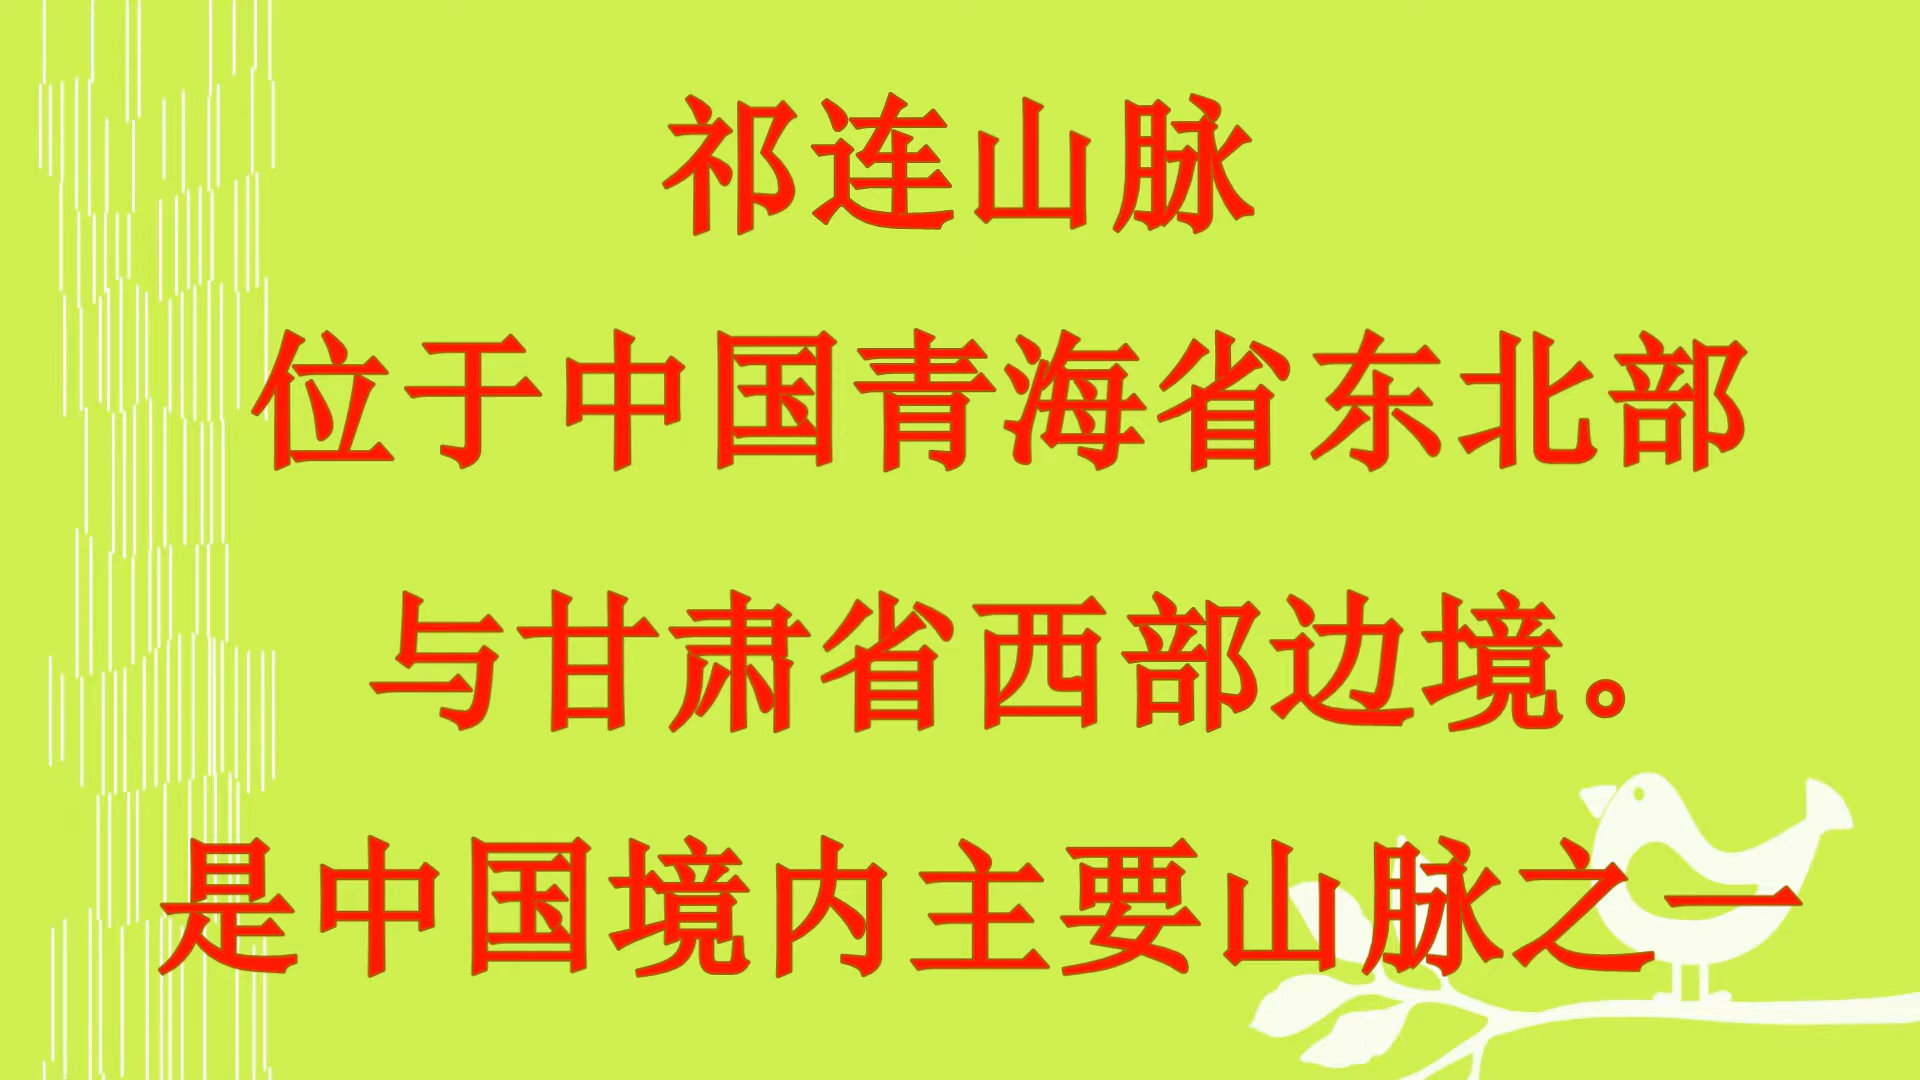 祁连山脉
位于中国青海省东北部
与甘肃省西部边境。
是中国境内主要山脉之一